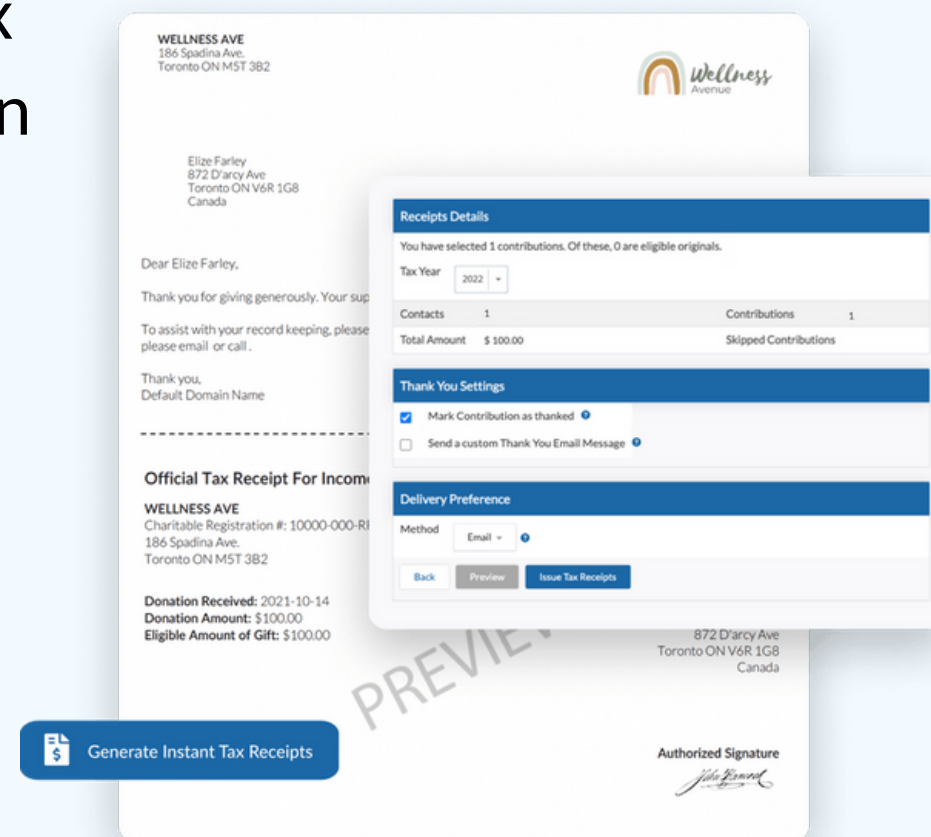 x
n
WELLNESS AVE
186 Spadina Ave.
Toronto ON M5T 3B2
Wellness
Avenue
Elize Farley
872 D'arcy Ave
Toronto ON V6R 1G8
Canada
Dear Elize Farley,
Thank you for giving generously. Your sup
To assist with your record keeping, please
please email or call .
Thank you,
Default Domain Name
Official Tax Receipt For Incom
WELLNESS AVE
Charitable Registration #: 10000-000-R
186 Spadina Ave.
Toronto ON M5T 3B2
Donation Received: 2021-10-14
Donation Amount: $100.00
Eligible Amount of Gift: $100.00
Receipts Details
You have selected 1 contributions. Of these, 0 are eligible originals.
Tax Year 2022
Contacts 1 Contributions 1
Total Amount $ 100.00 Skipped Contributions
Thank You Settings
Mark Contribution as thanked ?
Send a custom Thank You Email Message ?
Delivery Preference
Method Email ?
Back Preview Issue Tax Receipts
872 D'arcy Ave
Toronto ON V6R 1G8
Canada
PREVIEW
Generate Instant Tax Receipts
Authorized Signature
John Hancock